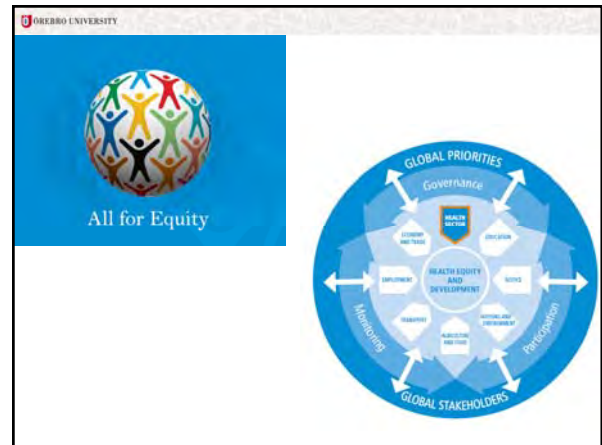 ÖREBRO UNIVERSITY
All for Equity
GLOBAL PRIORITIES
Governance
HEALTH
SECTOR
ECONOMY
AND TRADE
EDUCATION
EMPLOYMENT
HEALTH EQUITY
AND
DEVELOPMENT
JUSTICE
TRANSPORT
HOUSING AND
ENVIRONMENT
AGRICULTURE
AND FOOD
Monitoring
Participation
GLOBAL STAKEHOLDERS